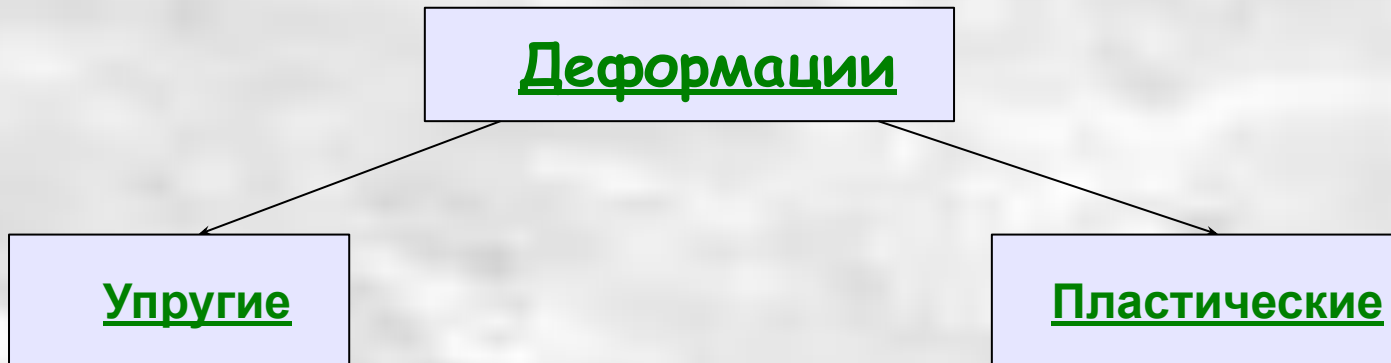 Деформации
Упругие
Пластические